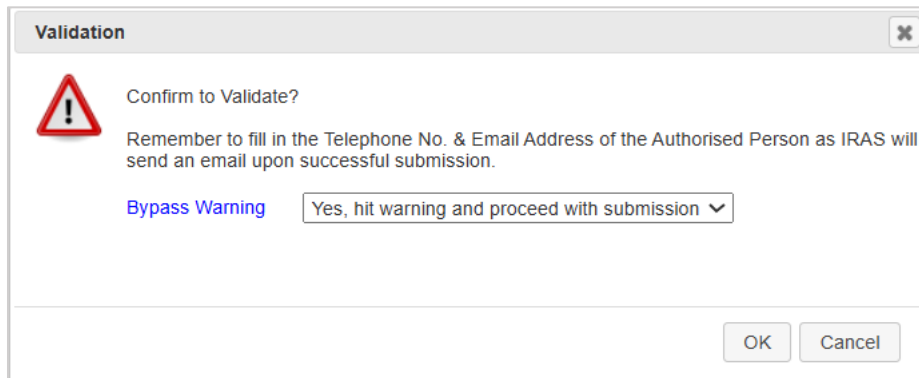 Validation
Confirm to Validate?
Remember to fill in the Telephone No. & Email Address of the Authorised Person as IRAS will
send an email upon successful submission.
Bypass Warning Yes, hit warning and proceed with submission
OK Cancel